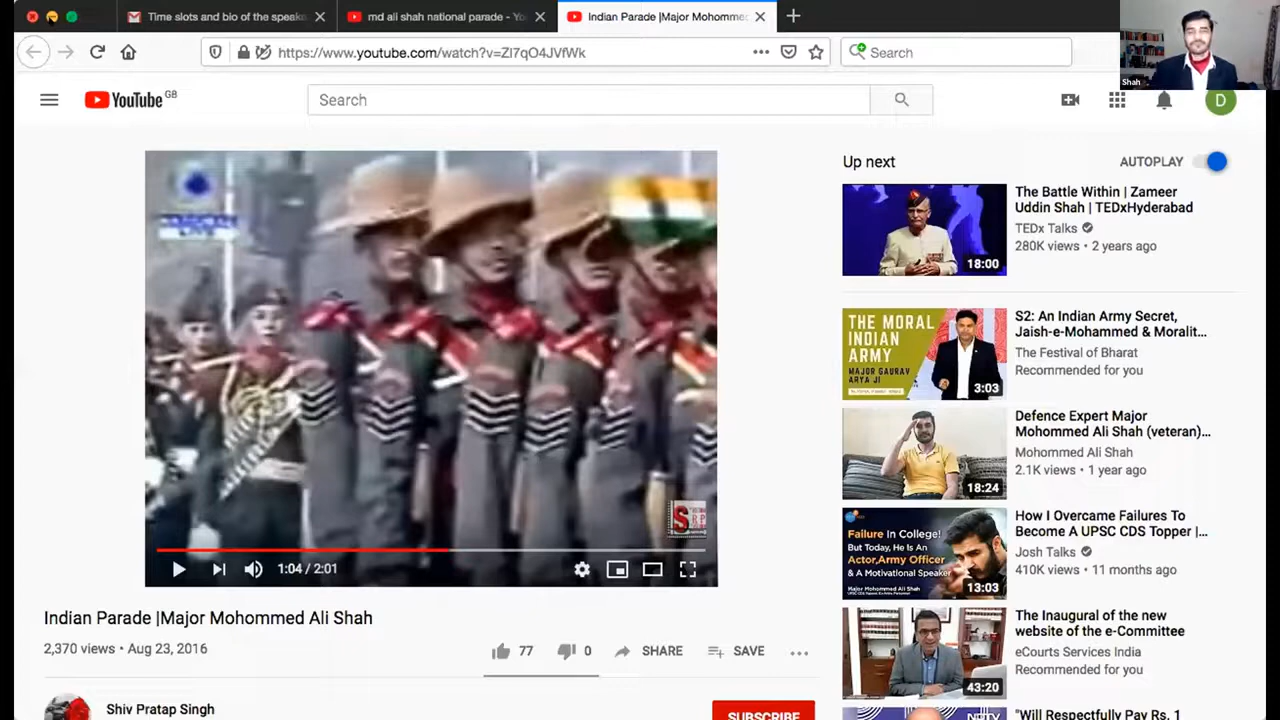 Time slots and bio of the speake
md ali shah national parade - Yo
Indian Parade |Major Mohommed
https://www.youtube.com/watch?v=ZI7qO4JVfWk
Search
Shah
YouTube GB
Search
D
Up next
AUTOPLAY
The Battle Within | Zameer
Uddin Shah | TEDxHyderabad
TEDx Talks
280K views • 2 years ago
18:00
THE MORAL
INDIAN
ARMY
MAJOR GAURAV
ARYA JI
3:03
S2: An Indian Army Secret,
Jaish-e-Mohammed & Moralit...
The Festival of Bharat
Recommended for you
Defence Expert Major
Mohommed Ali Shah (veteran)...
Mohommed Ali Shah
2.1K views • 1 year ago
18:24
Failure In College!
But Today, He Is An
Actor,Army Officer
& A Motivational Speaker
Major Mohommed Ali Shah
13:03
How I Overcame Failures To
Become A UPSC CDS Topper |...
Josh Talks
410K views • 11 months ago
The Inaugural of the new
website of the e-Committee
eCourts Services India
Recommended for you
43:20
"Will Respectfully Pay Rs. 1
NDTV
1:04 / 2:01
Indian Parade |Major Mohommed Ali Shah
2,370 views • Aug 23, 2016
77
0
SHARE
SAVE
Shiv Pratap Singh
SUBSCRIBE